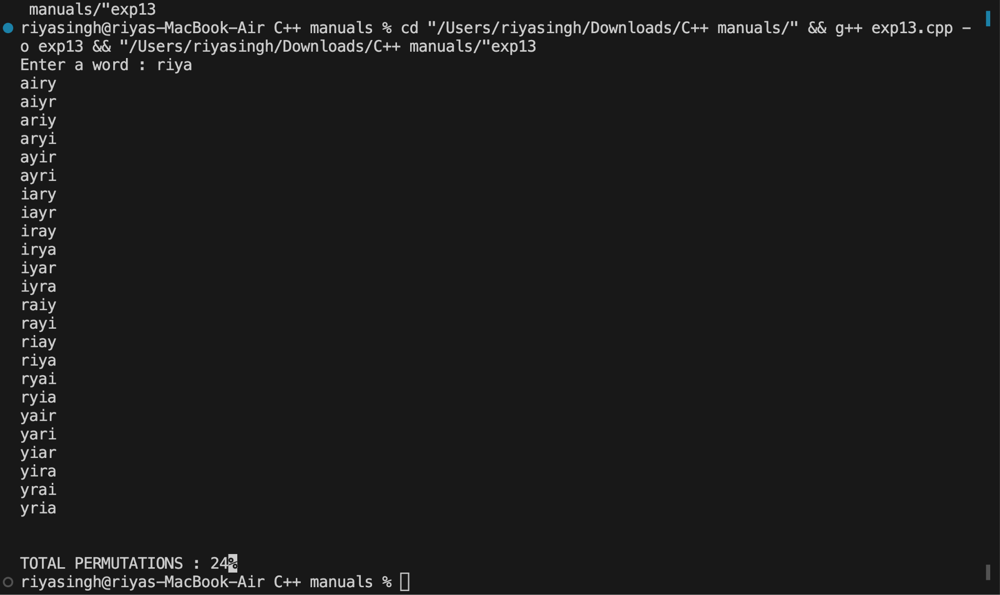 manuals/"exp13
riyasingh@riyas-MacBook-Air C++ manuals % cd "/Users/riyasingh/Downloads/C++ manuals/" && g++ exp13.cpp -
o exp13 && "/Users/riyasingh/Downloads/C++ manuals/"exp13
Enter a word : riya
airy
aiyr
ariy
aryi
ayir
ayri
iary
iayr
iray
irya
iyar
iyra
raiy
rayi
riay
riya
ryai
ryia
yair
yari
yiar
yira
yrai
yria
TOTAL PERMUTATIONS : 24%
riyasingh@riyas-MacBook-Air C++ manuals %